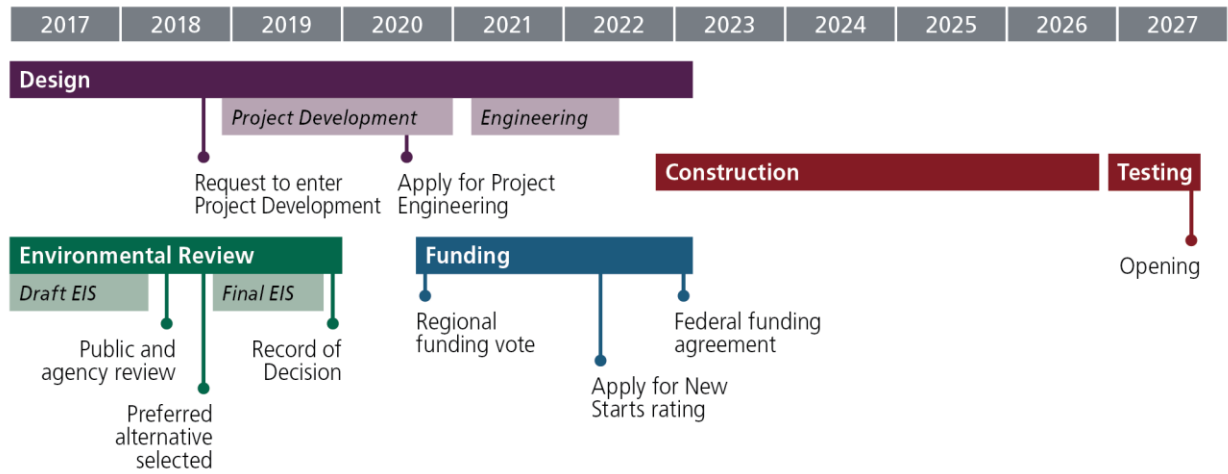 2017 2018 2019 2020 2021 2022 2023 2024 2025 2026 2027
Design
Project Development
Engineering
Request to enter
Project Development
Apply for Project
Engineering
Construction
Testing
Opening
Environmental Review
Draft EIS
Final EIS
Public and
agency review
Preferred
alternative
selected
Record of
Decision
Funding
Regional
funding vote
Apply for New
Starts rating
Federal funding
agreement